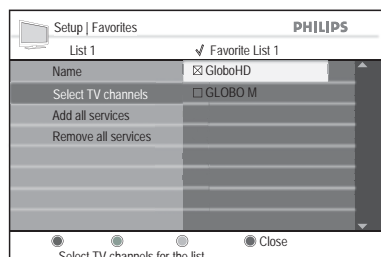 Setup | Favorites PHILIPS
List 1 √ Favorite List 1
Name ☒ GloboHD
Select TV channels ☐ GLOBO M
Add all services
Remove all services
Close
Select TV channels for the list